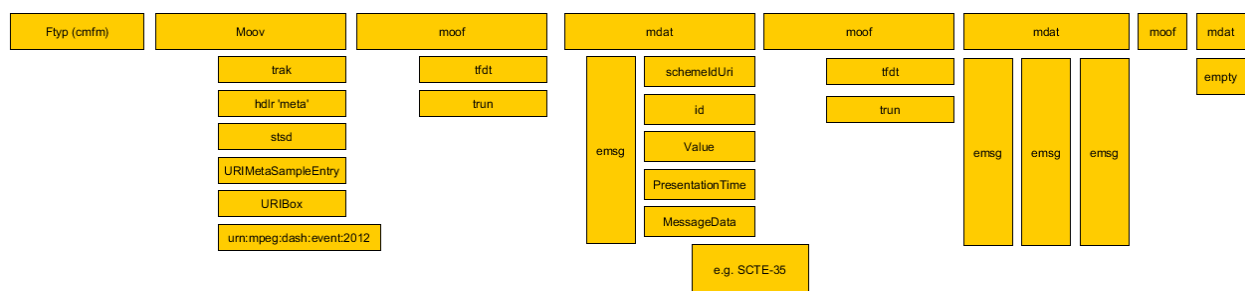 Ftyp (cmfm)
Moov
moof
mdat
moof
mdat
moof
mdat
trak
hdlr 'meta'
stsd
URIMetaSampleEntry
URIBox
urn:mpeg:dash:event:2012
tfdt
trun
emsg
schemeIdUri
id
Value
PresentationTime
MessageData
e.g. SCTE-35
tfdt
trun
emsg
emsg
emsg
empty